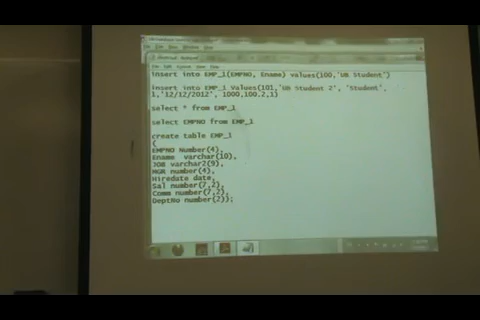 insert into EMP_1(EMPNO, Ename) values(100,'UB Student')
insert into EMP_1 Values(101,'UB Student 2', 'Student',
1,'12/12/2012', 1000,100.2,1)
select * from EMP_1
select EMPNO from EMP_1
create table EMP_1
(
EMPNO Number(4),
Ename varchar(10),
JOB varchar2(9),
MGR number(4),
Hiredate date,
Sal number(7,2),
Comm number(7,2),
DeptNo number(2));